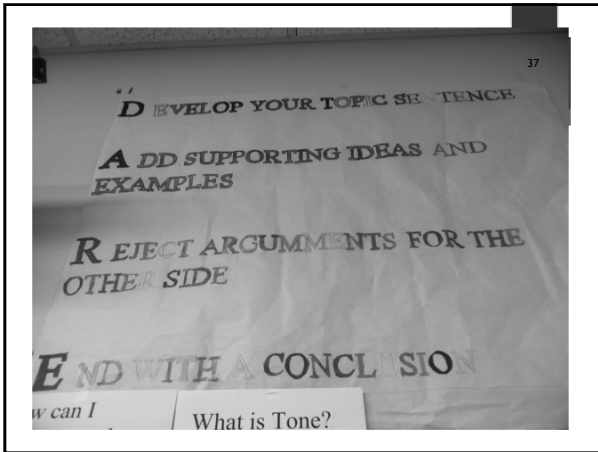 37
DEVELOP YOUR TOPIC SENTENCE
ADD SUPPORTING IDEAS AND
EXAMPLES
REJECT ARGUMMENTS FOR THE
OTHER SIDE
END WITH A CONCLUSION
can I
What is Tone?